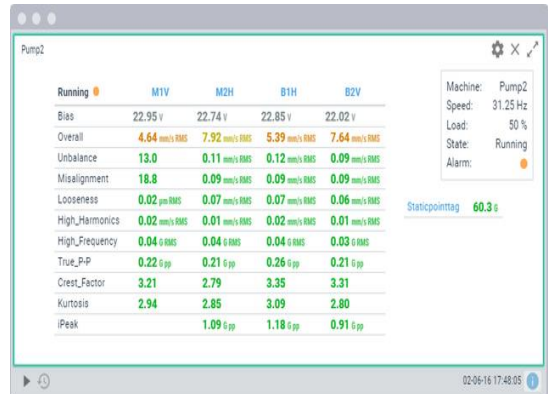 Pump2
Running M1V M2H B1H B2V
Bias 22.95 V 22.74 V 22.85 V 22.02 V
Overall 4.64 mm/s RMS 7.92 mm/s RMS 5.39 mm/s RMS 7.64 mm/s RMS
Unbalance 13.0 0.11 mm/s RMS 0.12 mm/s RMS 0.09 mm/s RMS
Misalignment 18.8 0.09 mm/s RMS 0.09 mm/s RMS 0.09 mm/s RMS
Looseness 0.02 µm RMS 0.07 mm/s RMS 0.07 mm/s RMS 0.06 mm/s RMS
High_Harmonics 0.02 mm/s RMS 0.01 mm/s RMS 0.02 mm/s RMS 0.01 mm/s RMS
High_Frequency 0.04 G RMS 0.04 G RMS 0.04 G RMS 0.03 G RMS
True_P-P 0.22 G pp 0.21 G pp 0.26 G pp 0.21 G pp
Crest_Factor 3.21 2.79 3.35 3.31
Kurtosis 2.94 2.85 3.09 2.80
iPeak 1.09 G pp 1.18 G pp 0.91 G pp
Machine: Pump2
Speed: 31.25 Hz
Load: 50 %
State: Running
Alarm:
Staticpointtag 60.3 G
02-06-16 17:48:05 i